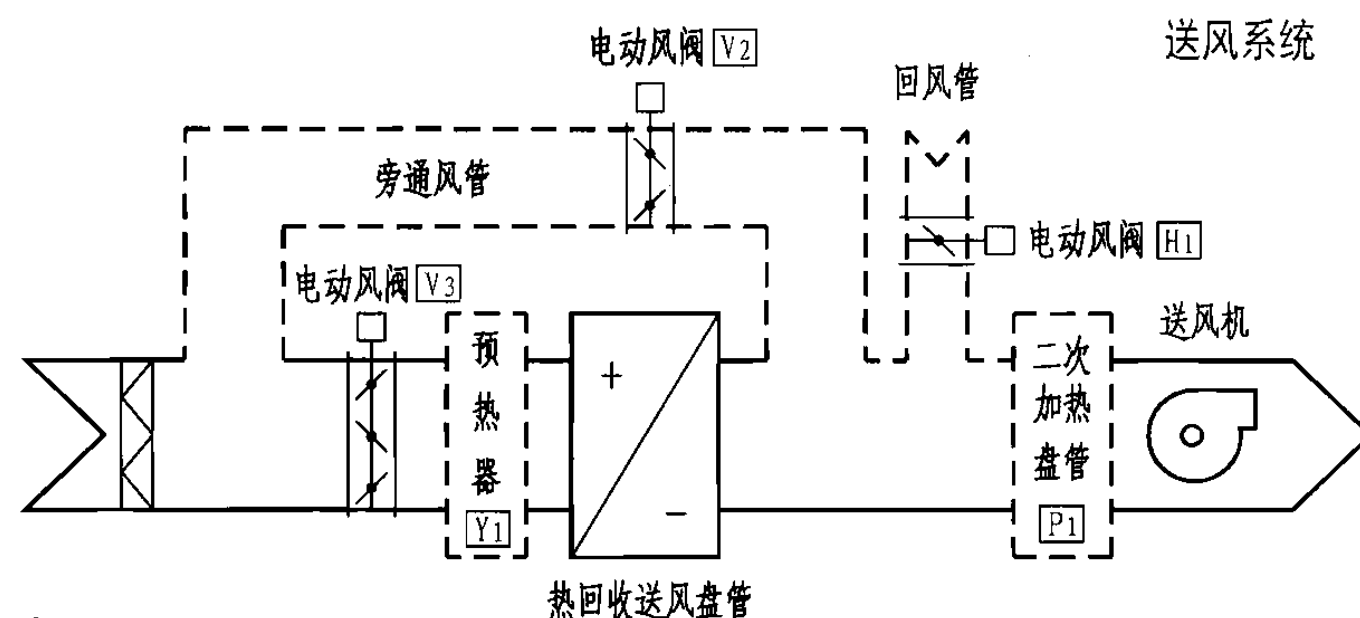 送风系统
电动风阀 V2
回风管
旁通风管
电动风阀 H1
电动风阀 V3
送风机
预热器 Y1
+
−
二次
加热
盘管
P1
热回收送风盘管